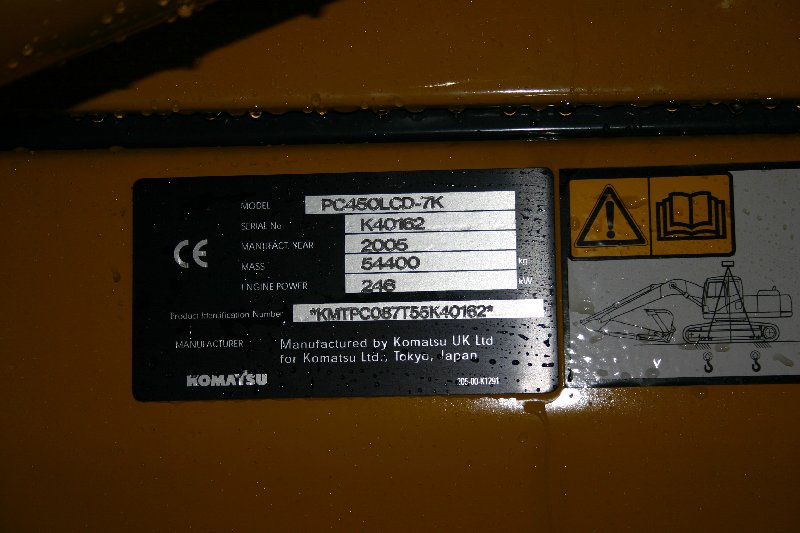 MODEL PC450LCD-7K
SERIAL No K40162
MANUFACT. YEAR 2005
MASS 54400 kg
ENGINE POWER 246 kW
Product Identification Number *KMTPC087T55K40162*
MANUFACTURER Manufactured by Komatsu UK Ltd
for Komatsu Ltd., Tokyo, Japan
CE
KOMATSU
205-00-K1291